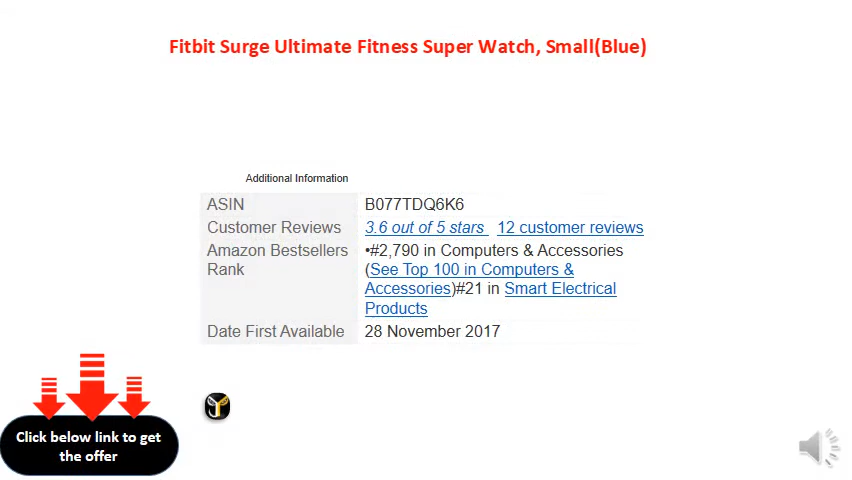 Fitbit Surge Ultimate Fitness Super Watch, Small(Blue)
Additional Information
ASIN B077TDQ6K6
Customer Reviews 3.6 out of 5 stars 12 customer reviews
Amazon Bestsellers •#2,790 in Computers & Accessories
Rank (See Top 100 in Computers &
Accessories)#21 in Smart Electrical
Products
Date First Available 28 November 2017
Click below link to get
the offer